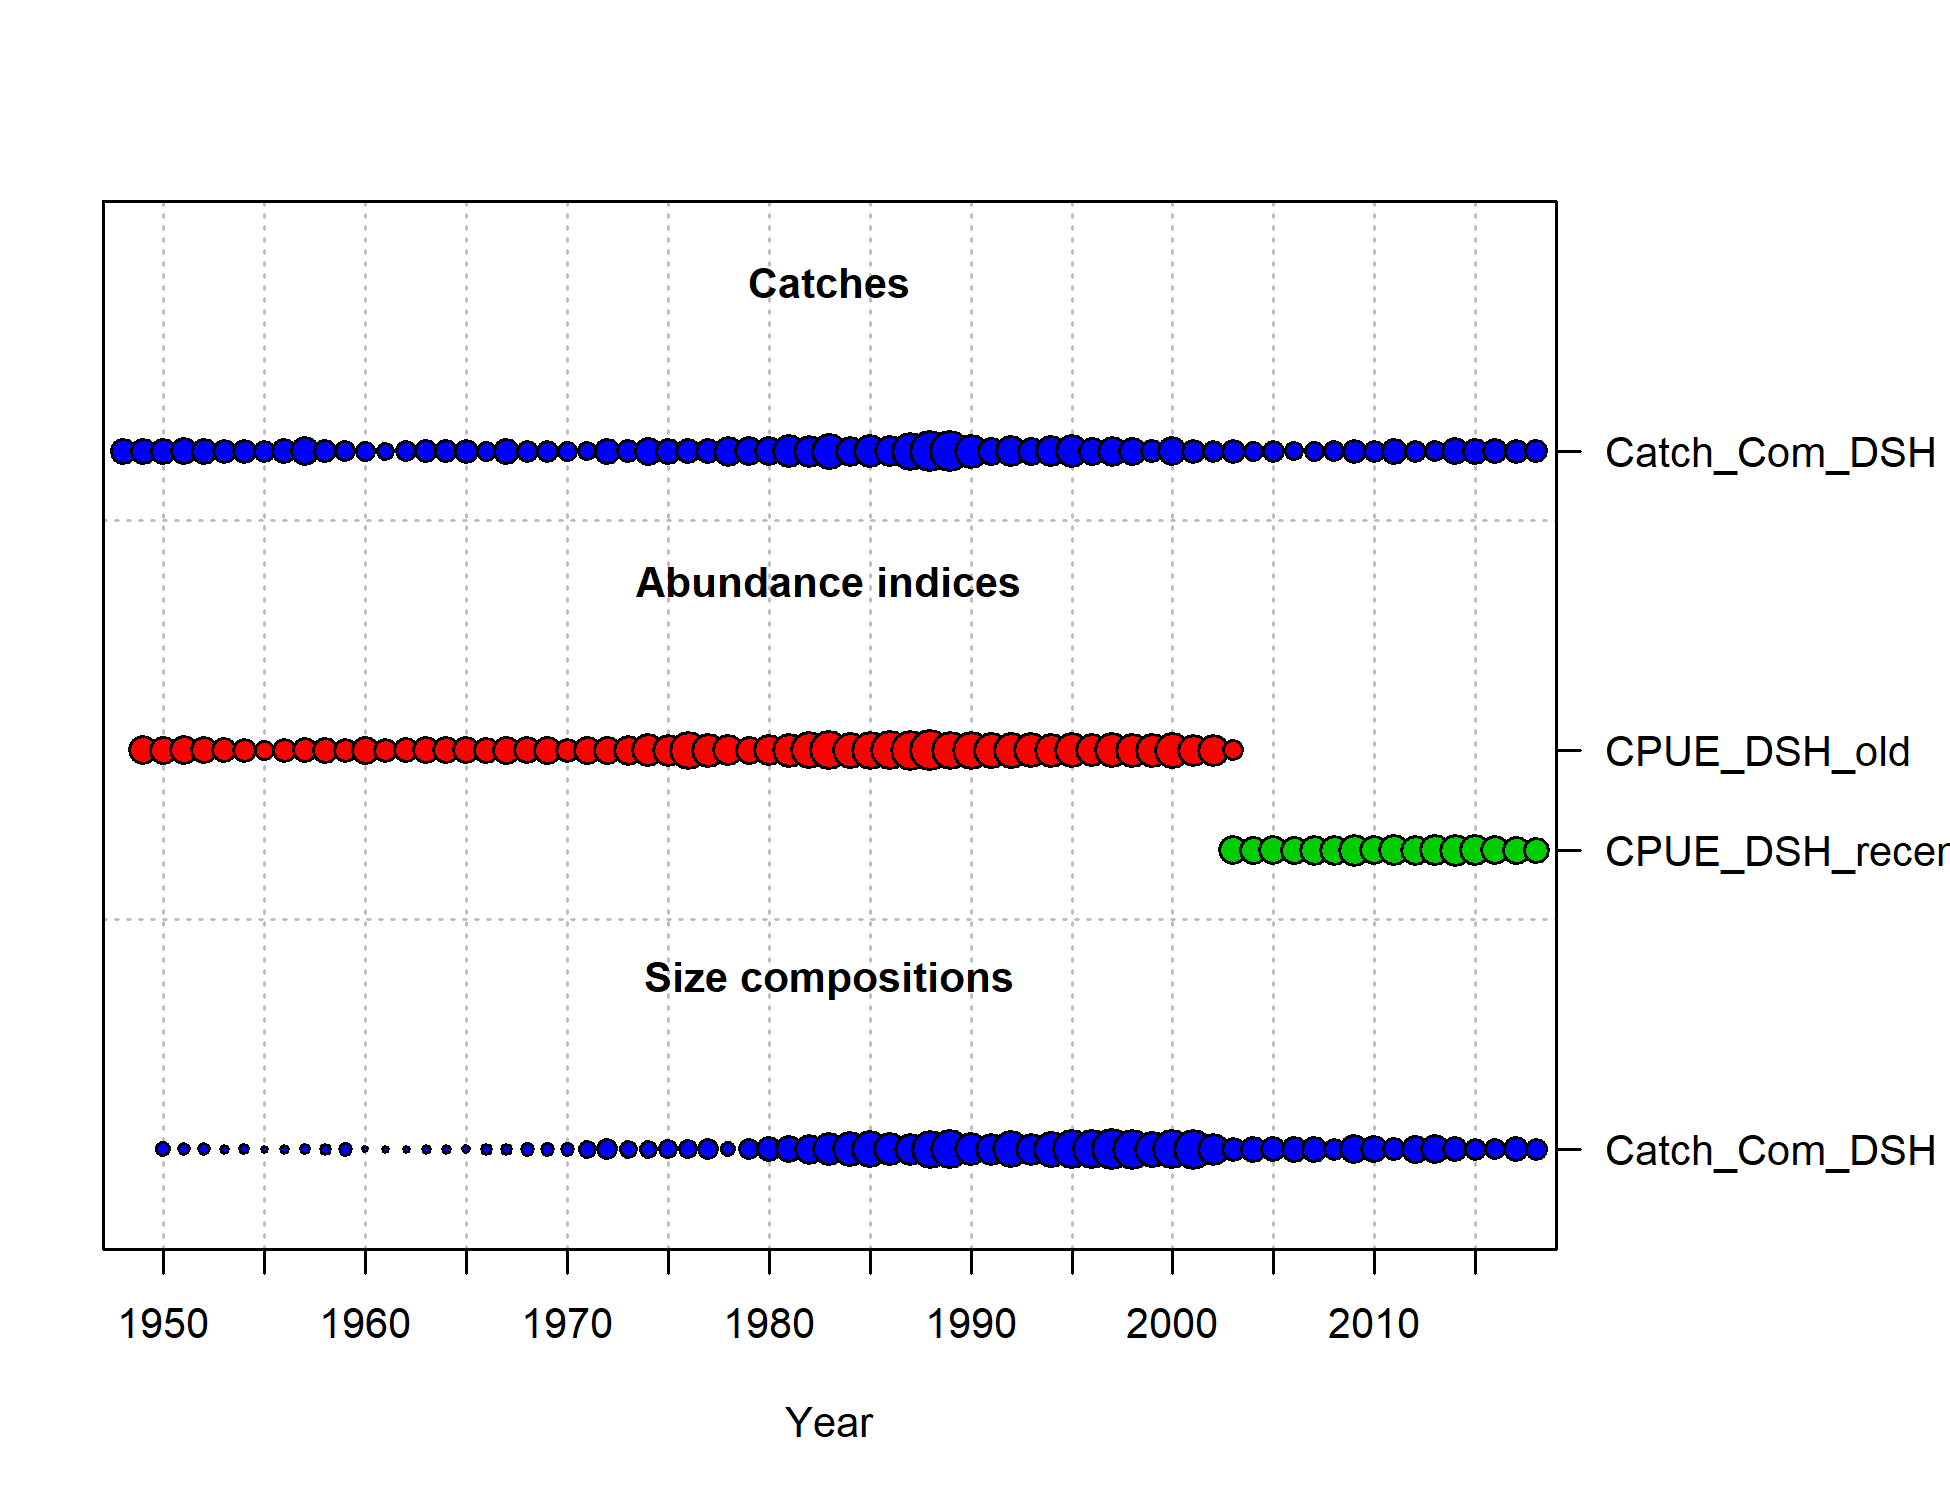 Catches
Catch_Com_DSH
Abundance indices
CPUE_DSH_old
CPUE_DSH_recer
Size compositions
Catch_Com_DSH
1950 1960 1970 1980 1990 2000 2010
Year